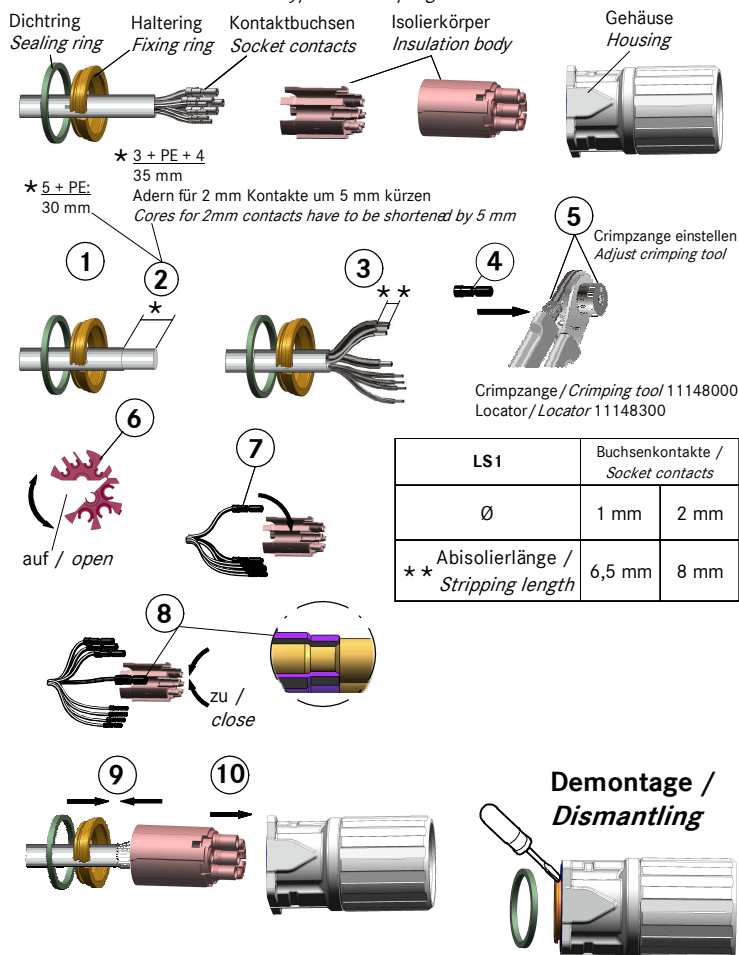 Dichtring
Sealing ring
Haltering
Fixing ring
Kontaktbuchsen
Socket contacts
Isolierkörper
Insulation body
Gehäuse
Housing
* 3 + PE + 4
35 mm
Adern für 2 mm Kontakte um 5 mm kürzen
Cores for 2mm contacts have to be shortened by 5 mm
* 5 + PE:
30 mm
1
2
*
3
* *
4
5
Crimpzange einstellen
Adjust crimping tool
Crimpzange/Crimping tool 11148000
Locator/Locator 11148300
6
auf / open
7
LS1
Buchsenkontakte /
Socket contacts
Ø
1 mm
2 mm
* * Abisolierlänge /
Stripping length
6,5 mm
8 mm
8
zu /
close
9
10
Demontage /
Dismantling